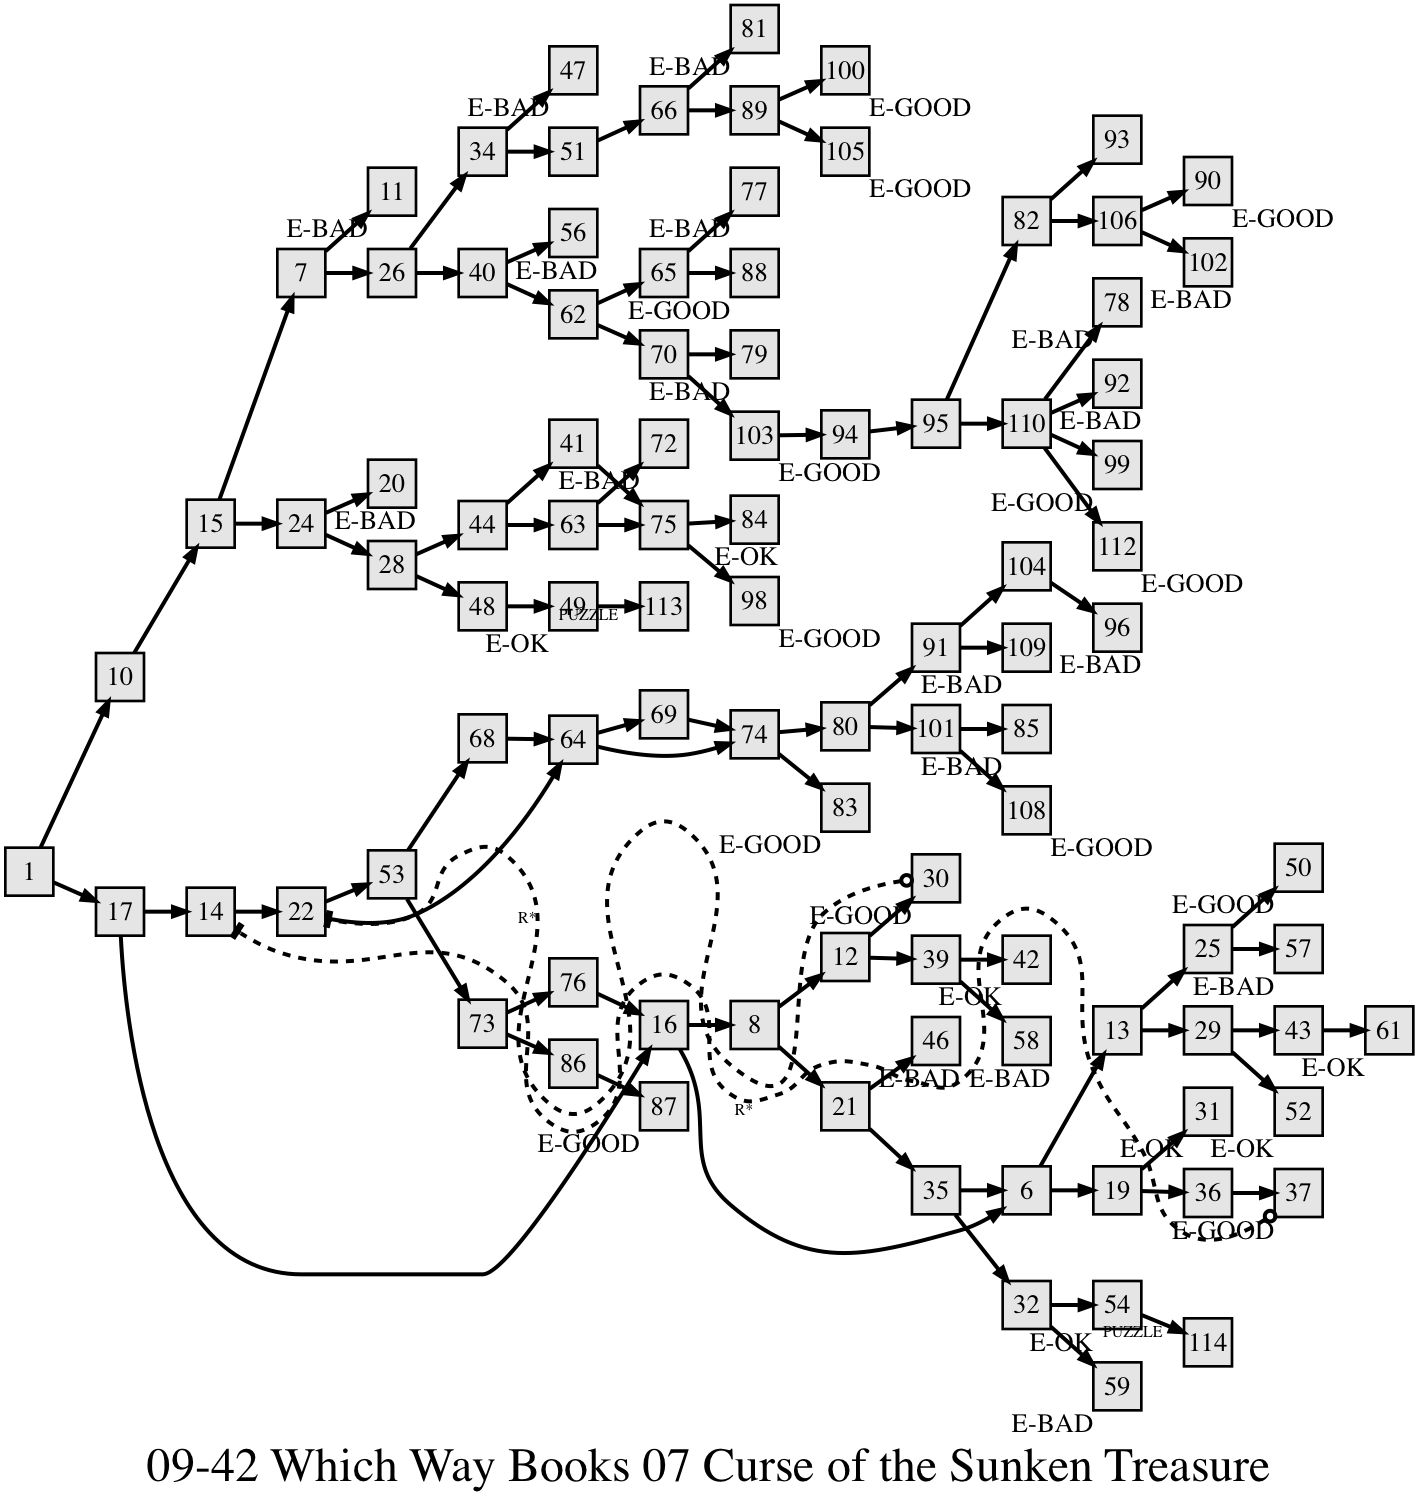 81
47
E-BAD
100
E-BAD
66
89
E-GOOD
34
51
105
93
11
77
E-GOOD
90
E-BAD
56
E-BAD
82
106
E-GOOD
7
26
40
E-BAD
65
88
102
62
E-GOOD
78
E-BAD
70
79
E-BAD
E-BAD
92
103
94
95
110
E-BAD
41
72
E-GOOD
99
20
E-BAD
E-GOOD
15
24
E-BAD
44
63
75
84
112
28
E-OK
104
E-GOOD
48
49
PUZZLE
113
98
96
E-OK
E-GOOD
91
109
E-BAD
10
E-BAD
69
68
64
74
80
101
85
E-BAD
83
108
E-GOOD
E-GOOD
1
53
30
50
17
14
22
R*
E-GOOD
E-GOOD
12
39
42
25
57
76
E-OK
E-BAD
73
16
8
46
58
13
29
43
61
86
E-BAD
E-BAD
E-OK
87
R*
21
31
52
E-GOOD
E-OK
E-OK
35
6
19
36
37
E-GOOD
32
54
PUZZLE
E-OK
114
59
E-BAD
09-42 Which Way Books 07 Curse of the Sunken Treasure